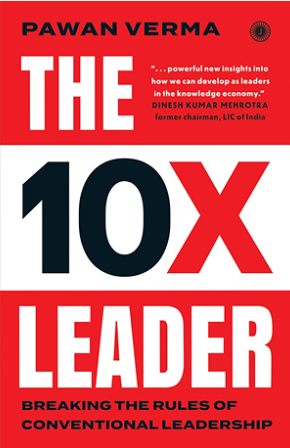 PAWAN VERMA
THE
"... powerful new insights into
how we can develop as leaders
in the knowledge economy."
DINESH KUMAR MEHROTRA
former chairman, LIC of India
10X
LEADER
BREAKING THE RULES OF
CONVENTIONAL LEADERSHIP